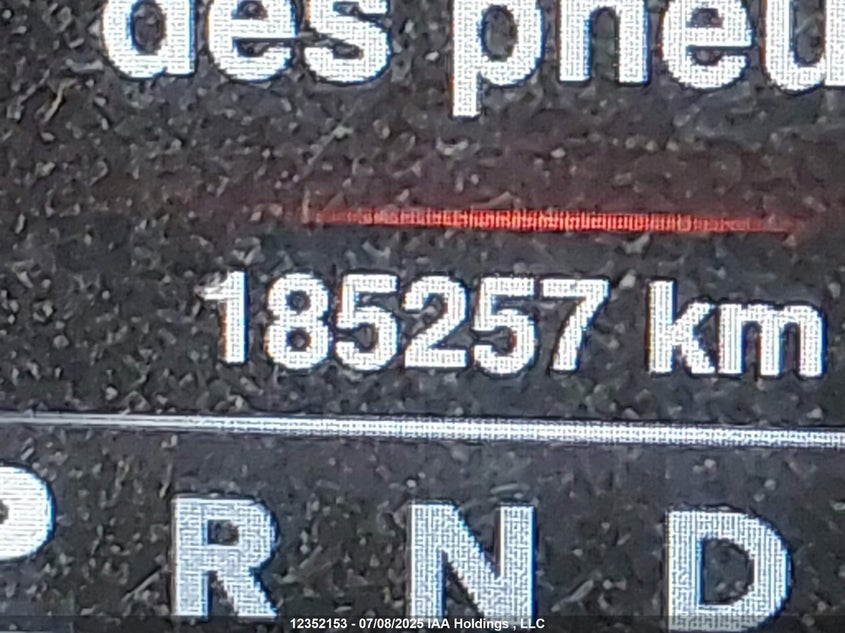 des pneu
185257 km
P R N D
12352153 - 07/08/2025 IAA Holdings , LLC